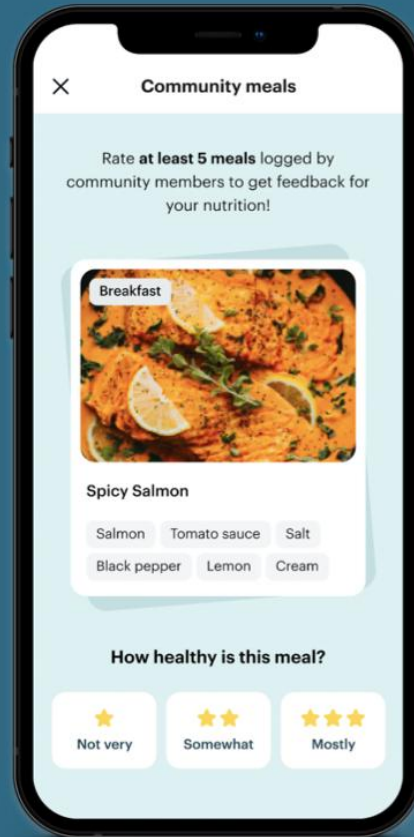 Community meals
Rate at least 5 meals logged by
community members to get feedback for
your nutrition!
Breakfast
Spicy Salmon
Salmon Tomato sauce Salt
Black pepper Lemon Cream
How healthy is this meal?
Not very Somewhat Mostly